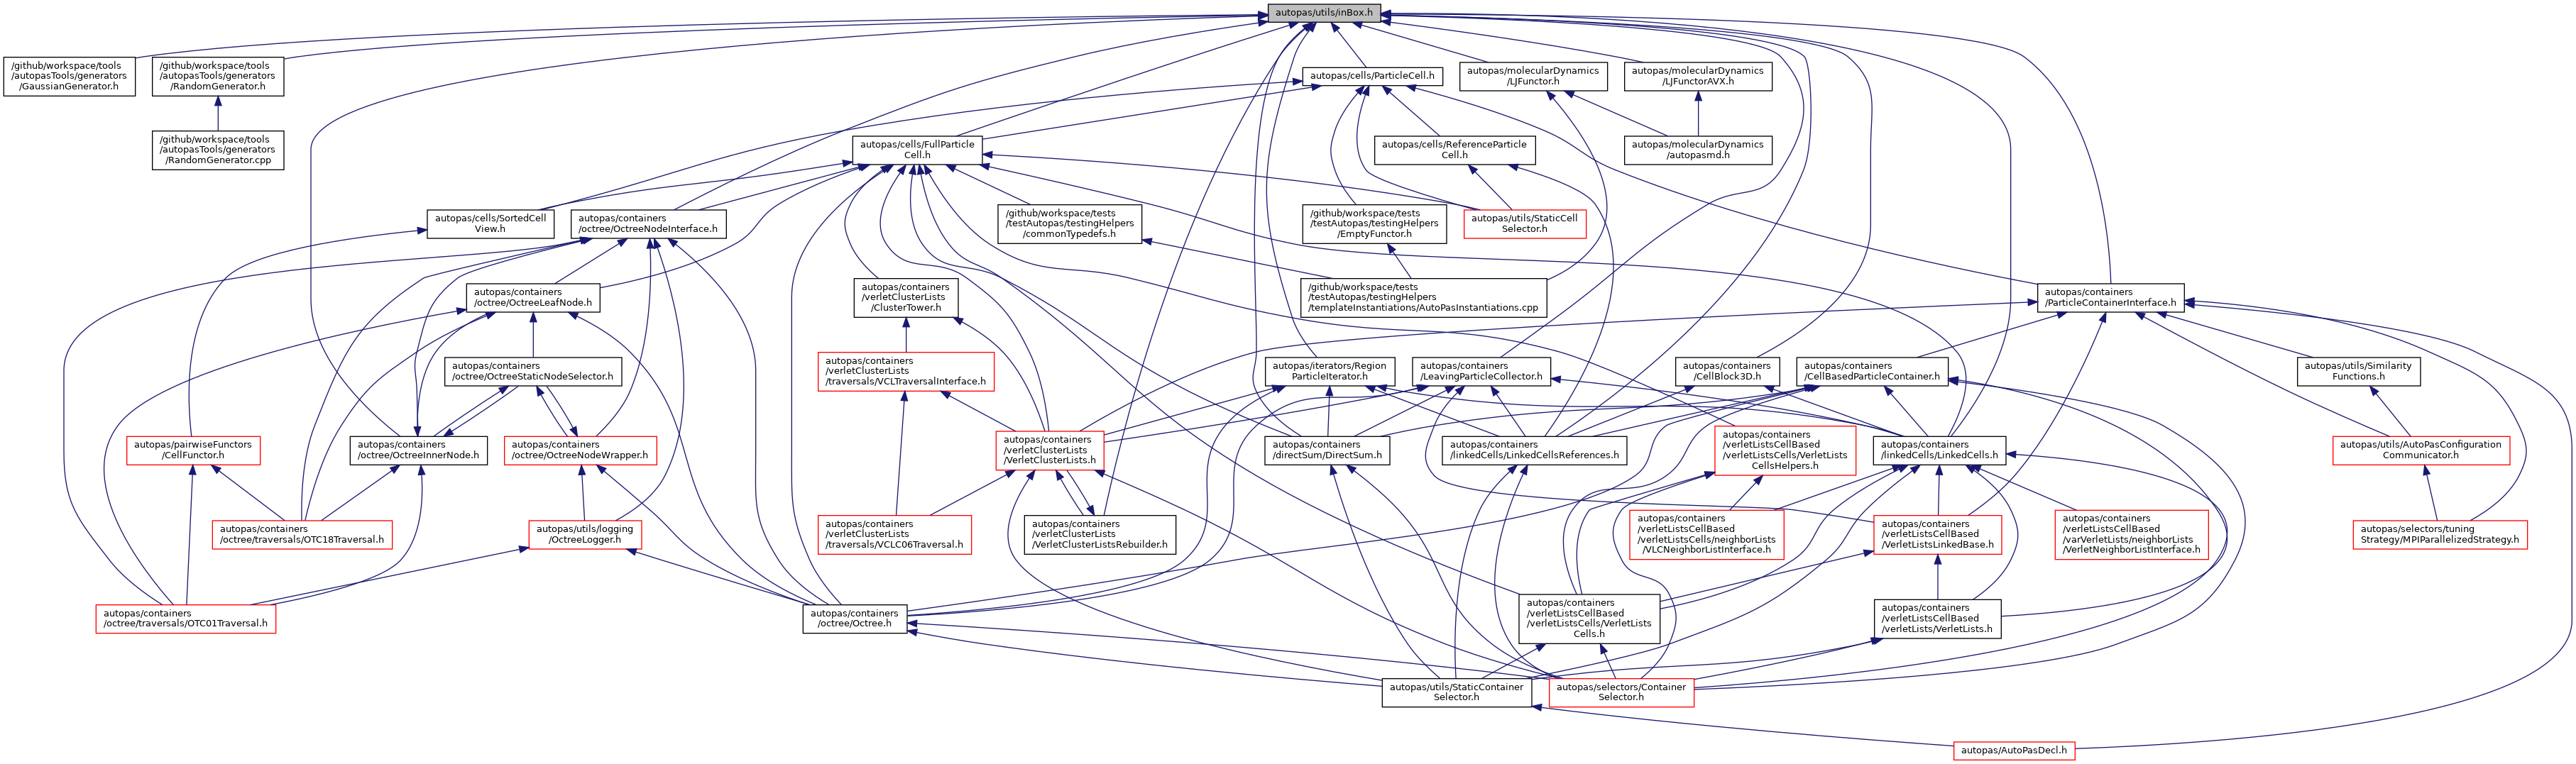 autopas/utils/inBox.h
/github/workspace/tools
/autopasTools/generators
/GaussianGenerator.h
/github/workspace/tools
/autopasTools/generators
/RandomGenerator.h
autopas/cells/ParticleCell.h
autopas/molecularDynamics
/LJFunctor.h
autopas/molecularDynamics
/LJFunctorAVX.h
/github/workspace/tools
/autopasTools/generators
/RandomGenerator.cpp
autopas/cells/FullParticle
Cell.h
autopas/cells/ReferenceParticle
Cell.h
autopas/molecularDynamics
/autopasmd.h
autopas/cells/SortedCell
View.h
autopas/containers
/octree/OctreeNodeInterface.h
/github/workspace/tests
/testAutopas/testingHelpers
/commonTypedefs.h
/github/workspace/tests
/testAutopas/testingHelpers
/EmptyFunctor.h
autopas/utils/StaticCell
Selector.h
autopas/containers
/octree/OctreeLeafNode.h
autopas/containers
/verletClusterLists
/ClusterTower.h
/github/workspace/tests
/testAutopas/testingHelpers
/templateInstantiations/AutoPasInstantiations.cpp
autopas/containers
/ParticleContainerInterface.h
autopas/containers
/octree/OctreeStaticNodeSelector.h
autopas/containers
/verletClusterLists
/traversals/VCLTraversalInterface.h
autopas/iterators/Region
ParticleIterator.h
autopas/containers
/LeavingParticleCollector.h
autopas/containers
/CellBlock3D.h
autopas/containers
/CellBasedParticleContainer.h
autopas/utils/Similarity
Functions.h
autopas/pairwiseFunctors
/CellFunctor.h
autopas/containers
/octree/OctreeInnerNode.h
autopas/containers
/octree/OctreeNodeWrapper.h
autopas/containers
/verletClusterLists
/VerletClusterLists.h
autopas/containers
/directSum/DirectSum.h
autopas/containers
/linkedCells/LinkedCellsReferences.h
autopas/containers
/verletListsCellBased
/verletListsCells/VerletLists
CellsHelpers.h
autopas/containers
/linkedCells/LinkedCells.h
autopas/utils/AutoPasConfiguration
Communicator.h
autopas/containers
/octree/traversals/OTC18Traversal.h
autopas/utils/logging
/OctreeLogger.h
autopas/containers
/verletClusterLists
/traversals/VCLC06Traversal.h
autopas/containers
/verletClusterLists
/VerletClusterListsRebuilder.h
autopas/containers
/verletListsCellBased
/verletListsCells/neighborLists
/VLCNeighborListInterface.h
autopas/containers
/verletListsCellBased
/VerletListsLinkedBase.h
autopas/containers
/verletListsCellBased
/varVerletLists/neighborLists
/VerletNeighborListInterface.h
autopas/selectors/tuning
Strategy/MPIParallelizedStrategy.h
autopas/containers
/octree/traversals/OTC01Traversal.h
autopas/containers
/octree/Octree.h
autopas/containers
/verletListsCellBased
/verletListsCells/VerletLists
Cells.h
autopas/containers
/verletListsCellBased
/verletLists/VerletLists.h
autopas/utils/StaticContainer
Selector.h
autopas/selectors/Container
Selector.h
autopas/AutoPasDecl.h